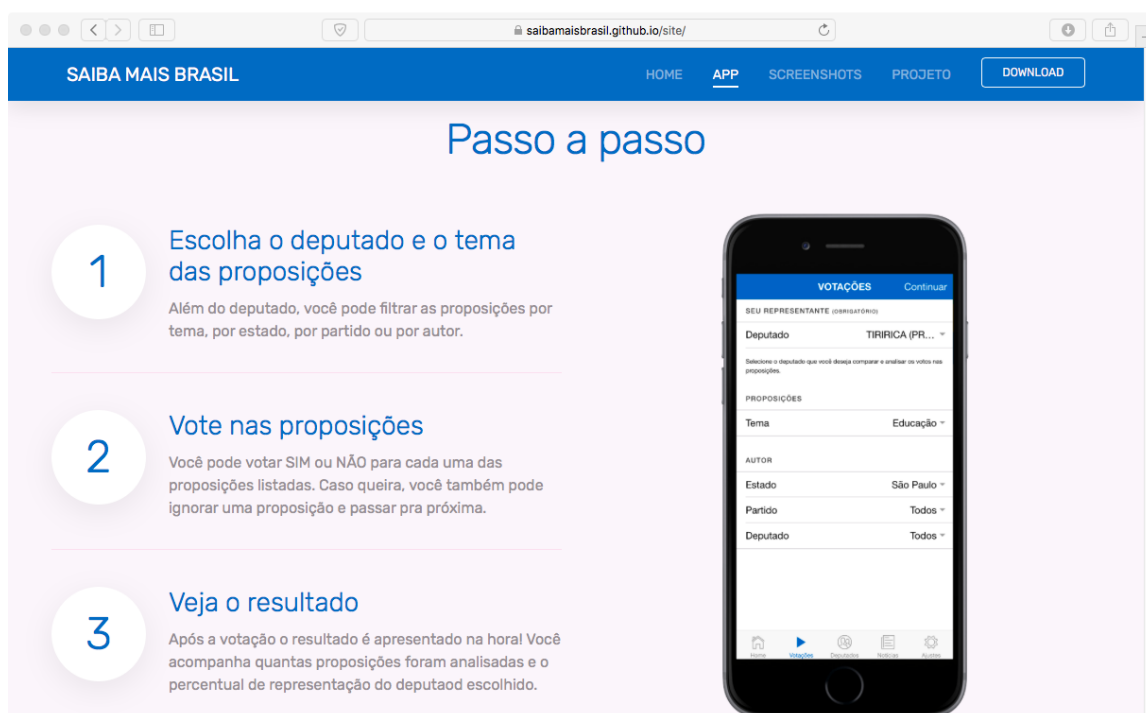 saibamaisbrasil.github.io/site/
SAIBA MAIS BRASIL
HOME APP SCREENSHOTS PROJETO DOWNLOAD
Passo a passo
1
Escolha o deputado e o tema
das proposições
Além do deputado, você pode filtrar as proposições por
tema, por estado, por partido ou por autor.
2
Vote nas proposições
Você pode votar SIM ou NÃO para cada uma das
proposições listadas. Caso queira, você também pode
ignorar uma proposição e passar pra próxima.
3
Veja o resultado
Após a votação o resultado é apresentado na hora! Você
acompanha quantas proposições foram analisadas e o
percentual de representação do deputaod escolhido.
VOTAÇÕES Continuar
SEU REPRESENTANTE (OBRIGATÓRIO)
Deputado TIRIRICA (PR...
Selecione o deputado que você deseja comparar e analisar os votos nas
proposições.
PROPOSIÇÕES
Tema Educação
AUTOR
Estado São Paulo
Partido Todos
Deputado Todos
Home Votações Deputados Notícias Ajustes